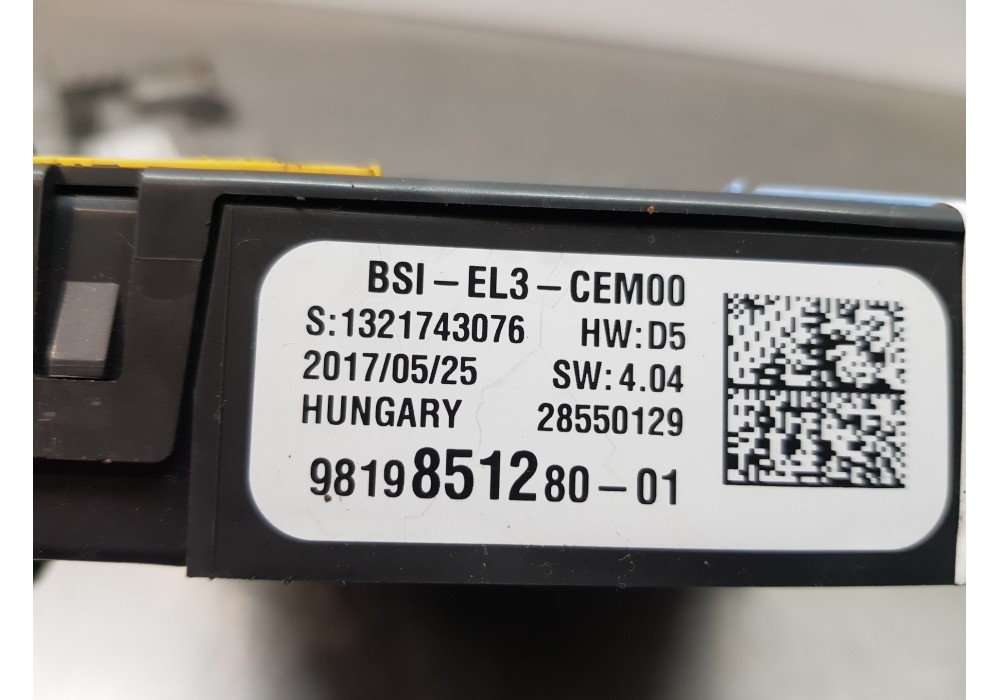 BSI-EL3-CEM00
S:1321743076 HW:D5
2017/05/25 SW:4.04
HUNGARY 28550129
9819851280-01